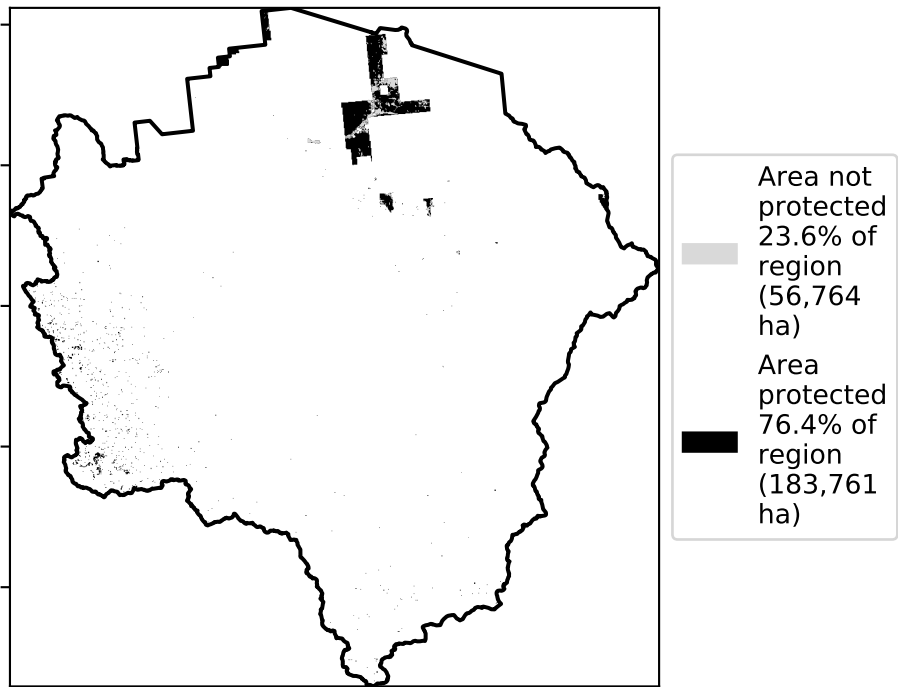 Area not
protected
23.6% of
region
(56,764
ha)
Area
protected
76.4% of
region
(183,761
ha)